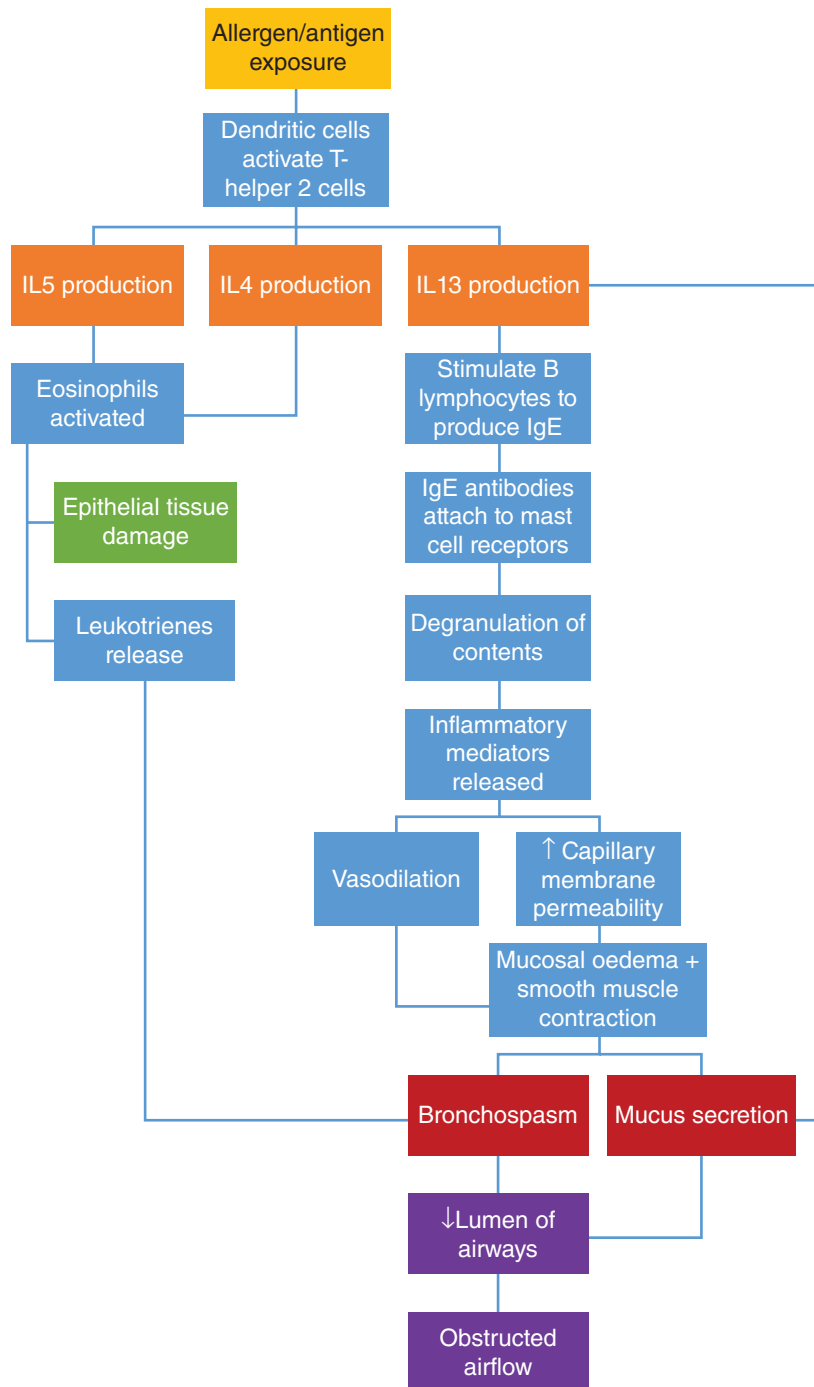 Allergen/antigen
exposure
Dendritic cells
activate T-
helper 2 cells
IL5 production
IL4 production
IL13 production
Eosinophils
activated
Stimulate B
lymphocytes to
produce IgE
Epithelial tissue
damage
IgE antibodies
attach to mast
cell receptors
Leukotrienes
release
Degranulation of
contents
Inflammatory
mediators
released
Vasodilation
↑ Capillary
membrane
permeability
Mucosal oedema +
smooth muscle
contraction
Bronchospasm
Mucus secretion
↓Lumen of
airways
Obstructed
airflow